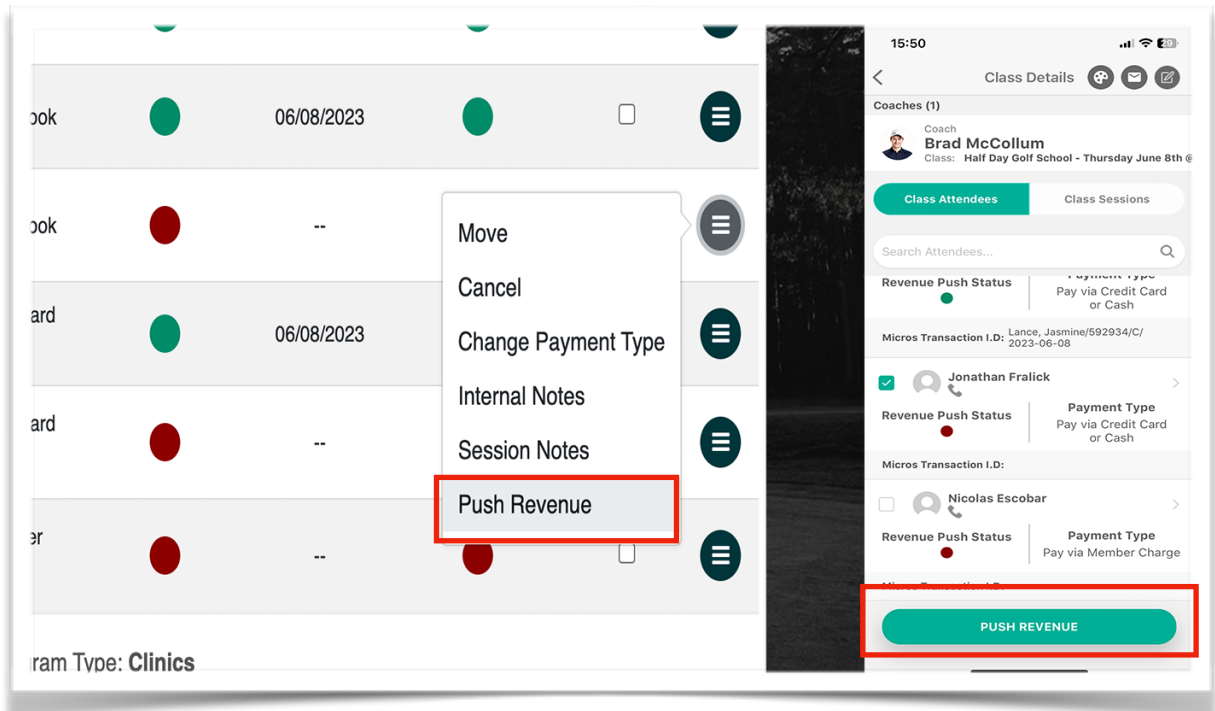 ook
06/08/2023
ook
--
ard
06/08/2023
ard
--
er
--
Move
Cancel
Change Payment Type
Internal Notes
Session Notes
Push Revenue
gram Type: Clinics
15:50
29
Class Details
Coaches (1)
Coach
Brad McCollum
Class: Half Day Golf School - Thursday June 8th @
Class Attendees
Class Sessions
Search Attendees...
Revenue Push Status
Payment Type
Pay via Credit Card
or Cash
Micros Transaction I.D: Lance, Jasmine/592934/C/
2023-06-08
Jonathan Fralick
Revenue Push Status
Payment Type
Pay via Credit Card
or Cash
Micros Transaction I.D:
Nicolas Escobar
Revenue Push Status
Payment Type
Pay via Member Charge
Micros Transaction I.D:
PUSH REVENUE